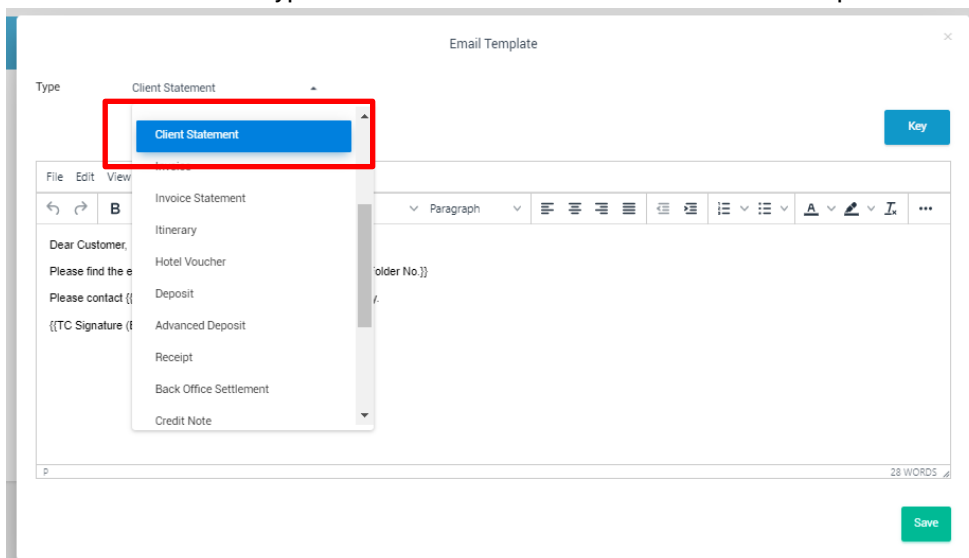 Email Template
Type Client Statement
Client Statement
Key
Invoice
File Edit View
Invoice Statement
B Paragraph A
Itinerary
Dear Customer,
Hotel Voucher
Please find the e older No.}}
Deposit
Please contact {{ y.
Advanced Deposit
{{TC Signature (
Receipt
Back Office Settlement
Credit Note
P 28 WORDS
Save